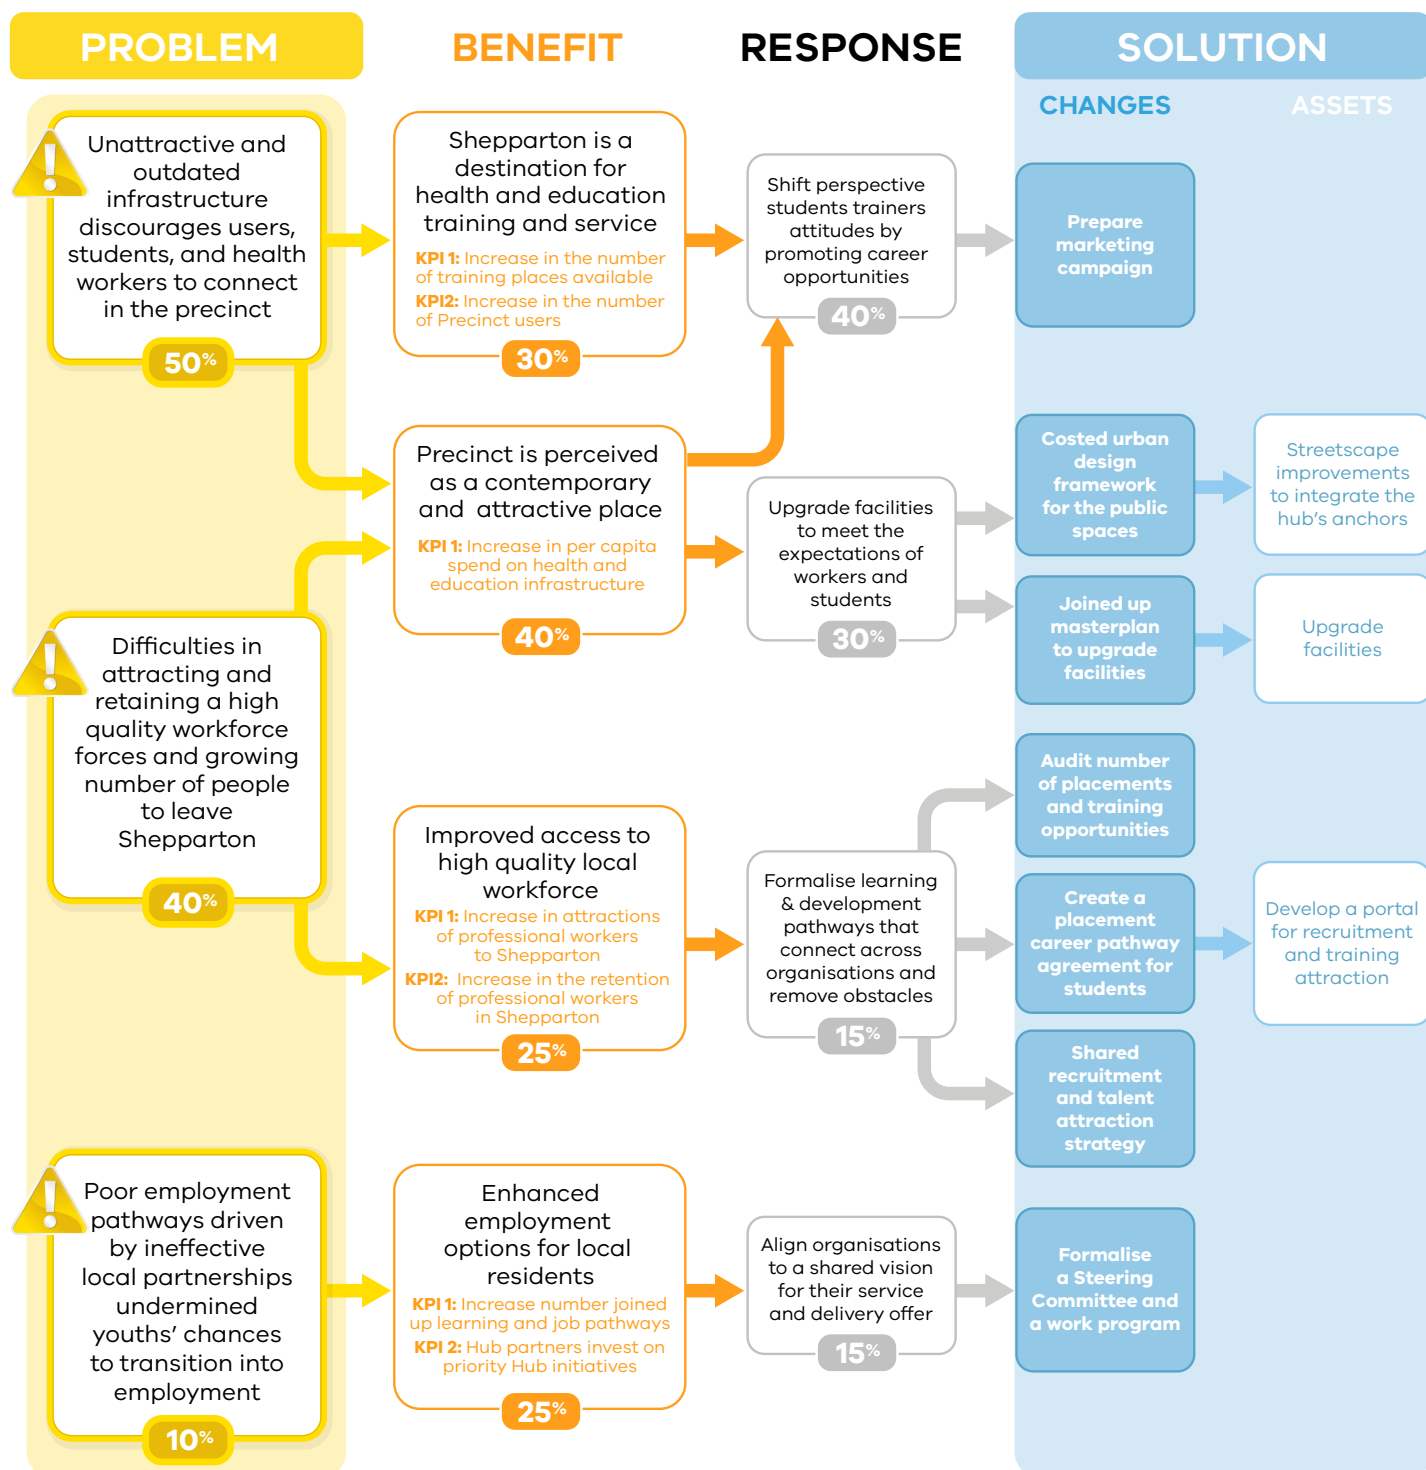 PROBLEM
BENEFIT
RESPONSE
SOLUTION
CHANGES
ASSETS
Unattractive and
outdated
infrastructure
discourages users,
students, and health
workers to connect
in the precinct
50%
Shepparton is a
destination for
health and education
training and service
KPI 1: Increase in the number
of training places available
KPI2: Increase in the number
of Precinct users
30%
Shift perspective
students trainers
attitudes by
promoting career
opportunities
40%
Prepare
marketing
campaign
Precinct is perceived
as a contemporary
and attractive place
KPI 1: Increase in per capita
spend on health and
education infrastructure
40%
Upgrade facilities
to meet the
expectations of
workers and
students
30%
Costed urban
design
framework
for the public
spaces
Streetscape
improvements
to integrate the
hub's anchors
Joined up
masterplan
to upgrade
facilities
Upgrade
facilities
Difficulties in
attracting and
retaining a high
quality workforce
forces and growing
number of people
to leave
Shepparton
40%
Improved access to
high quality local
workforce
KPI 1: Increase in attractions
of professional workers
to Shepparton
KPI2: Increase in the retention
of professional workers
in Shepparton
25%
Formalise learning
& development
pathways that
connect across
organisations and
remove obstacles
15%
Audit number
of placements
and training
opportunities
Create a
placement
career pathway
agreement for
students
Develop a portal
for recruitment
and training
attraction
Shared
recruitment
and talent
attraction
strategy
Poor employment
pathways driven
by ineffective
local partnerships
undermined
youths' chances
to transition into
employment
10%
Enhanced
employment
options for local
residents
KPI 1: Increase number joined
up learning and job pathways
KPI 2: Hub partners invest on
priority Hub initiatives
25%
Align organisations
to a shared vision
for their service
and delivery offer
15%
Formalise
a Steering
Committee and
a work program